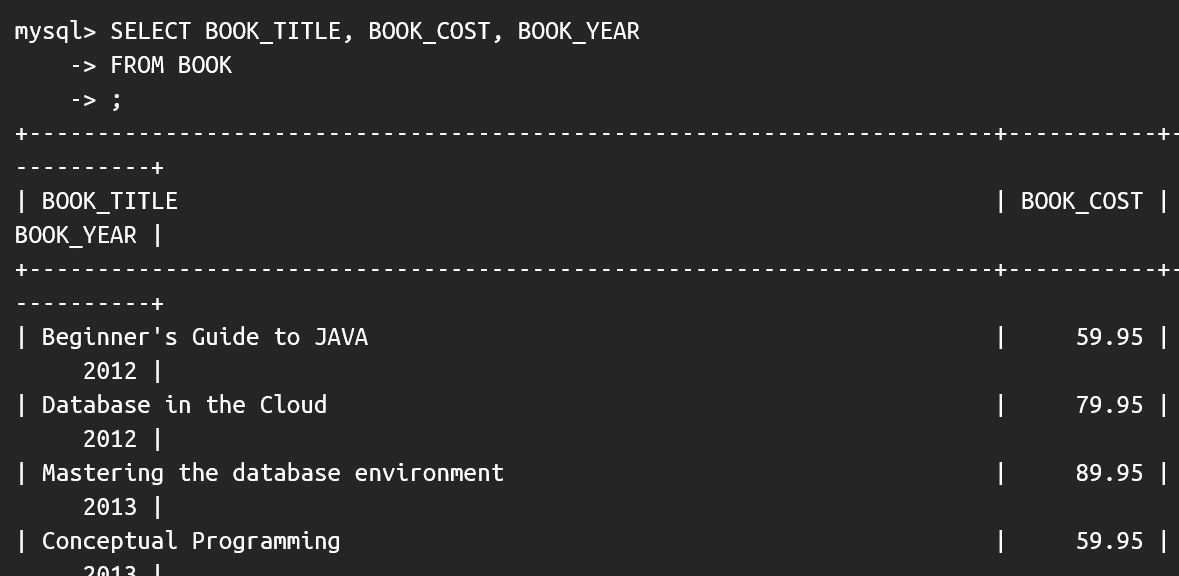 mysql> SELECT BOOK_TITLE, BOOK_COST, BOOK_YEAR
    -> FROM BOOK
    -> ;
+-----------------------------------------------------------------------+-----------+-
----------+
| BOOK_TITLE                                                            | BOOK_COST |
BOOK_YEAR |
+-----------------------------------------------------------------------+-----------+-
----------+
| Beginner's Guide to JAVA                                              |     59.95 |
     2012 |
| Database in the Cloud                                                 |     79.95 |
     2012 |
| Mastering the database environment                                    |     89.95 |
     2013 |
| Conceptual Programming                                                |     59.95 |
     2013 |